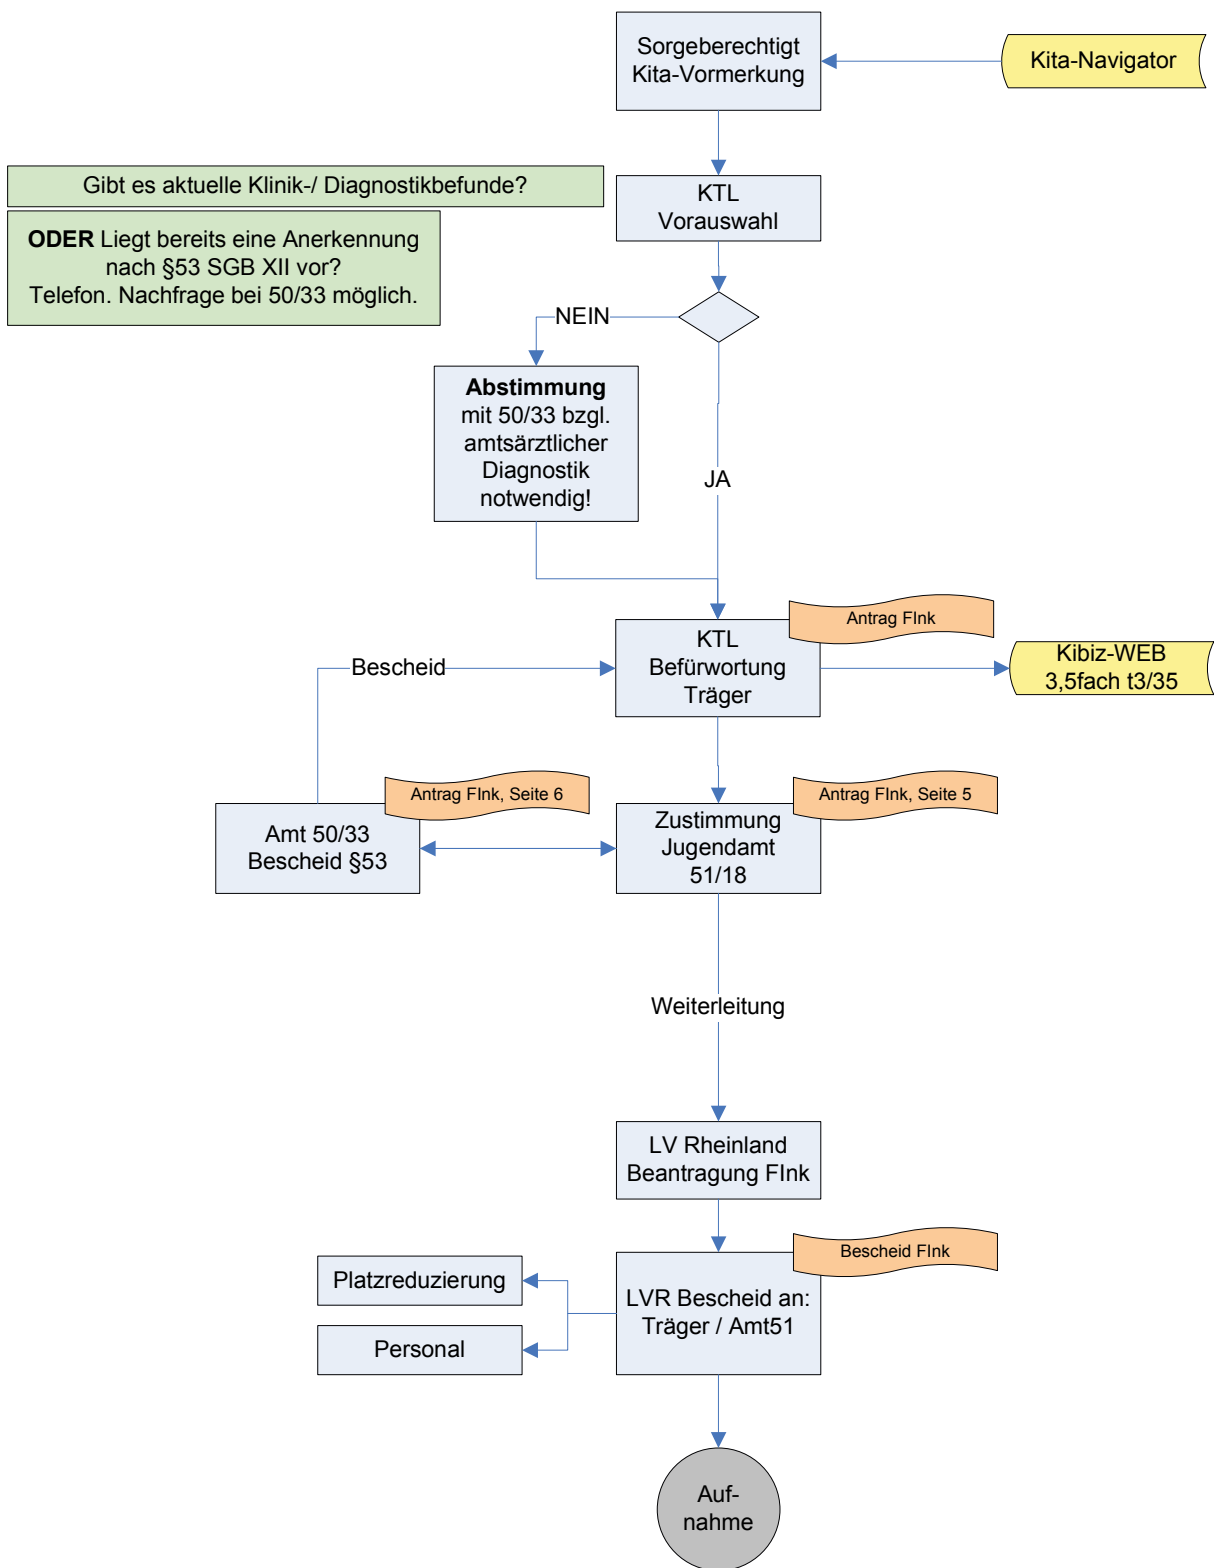 Sorgeberechtigt
Kita-Vormerkung
Kita-Navigator
Gibt es aktuelle Klinik-/ Diagnostikbefunde?
KTL
Vorauswahl
ODER Liegt bereits eine Anerkennung
nach §53 SGB XII vor?
Telefon. Nachfrage bei 50/33 möglich.
NEIN
Abstimmung
mit 50/33 bzgl.
amtsärztlicher
Diagnostik
notwendig!
JA
Antrag FInk
KTL
Befürwortung
Träger
Bescheid
Kibiz-WEB
3,5fach t3/35
Antrag FInk, Seite 6
Antrag FInk, Seite 5
Amt 50/33
Bescheid §53
Zustimmung
Jugendamt
51/18
Weiterleitung
LV Rheinland
Beantragung FInk
Bescheid FInk
Platzreduzierung
LVR Bescheid an:
Träger / Amt51
Personal
Auf-
nahme